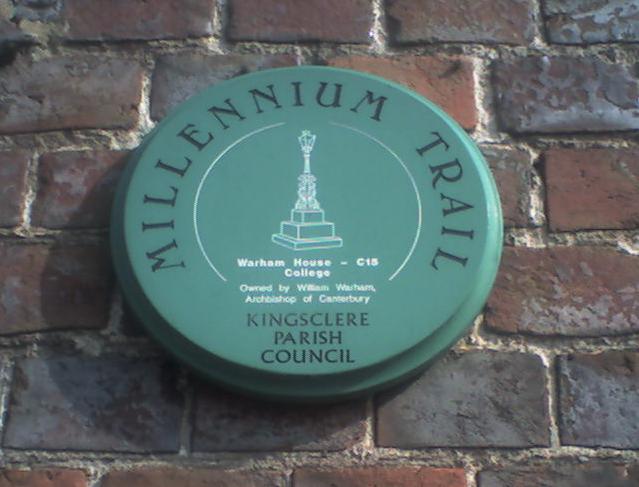 MILLENNIUM TRAIL
Warham House - C15
College
Owned by William Warham,
Archbishop of Canterbury
KINGSCLERE
PARISH
COUNCIL